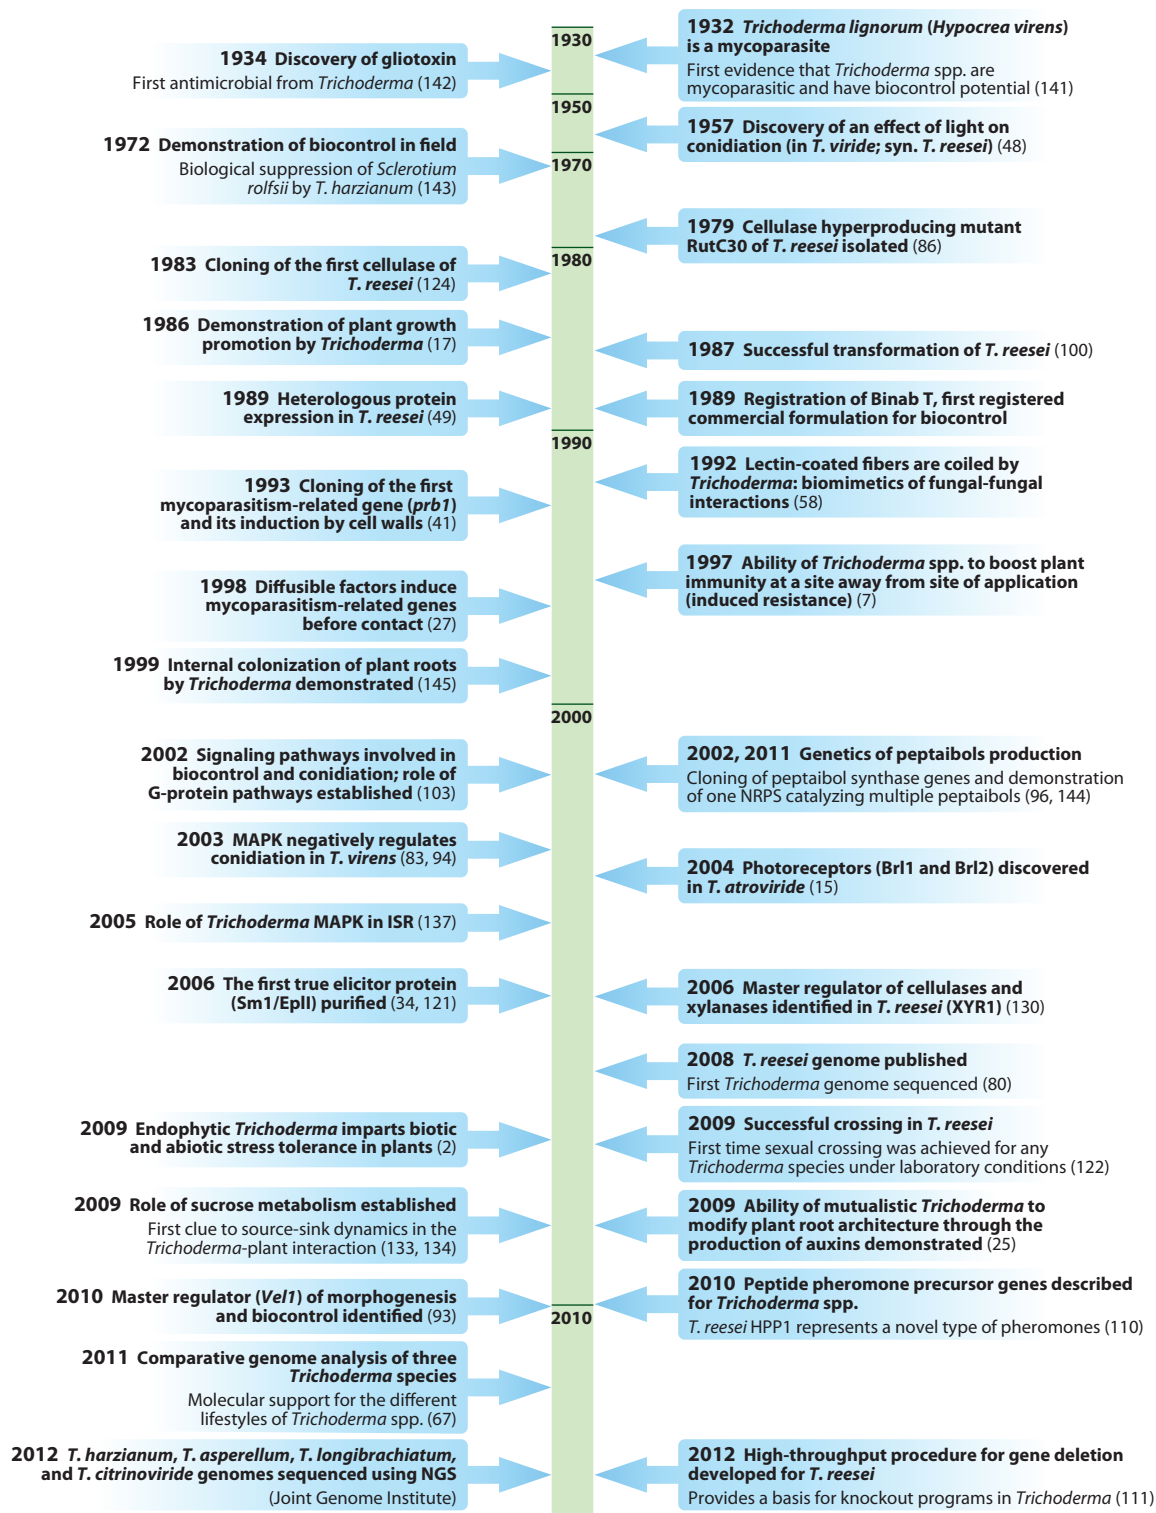 1930
1932 Trichoderma lignorum (Hypocrea virens)
is a mycoparasite
First evidence that Trichoderma spp. are
mycoparasitic and have biocontrol potential (141)
1934 Discovery of gliotoxin
First antimicrobial from Trichoderma (142)
1950
1957 Discovery of an effect of light on
conidiation (in T. viride; syn. T. reesei) (48)
1972 Demonstration of biocontrol in field
Biological suppression of Sclerotium
rolfsii by T. harzianum (143)
1970
1979 Cellulase hyperproducing mutant
RutC30 of T. reesei isolated (86)
1980
1983 Cloning of the first cellulase of
T. reesei (124)
1986 Demonstration of plant growth
promotion by Trichoderma (17)
1987 Successful transformation of T. reesei (100)
1989 Heterologous protein
expression in T. reesei (49)
1989 Registration of Binab T, first registered
commercial formulation for biocontrol
1990
1992 Lectin-coated fibers are coiled by
Trichoderma: biomimetics of fungal-fungal
interactions (58)
1993 Cloning of the first
mycoparasitism-related gene (prb1)
and its induction by cell walls (41)
1997 Ability of Trichoderma spp. to boost plant
immunity at a site away from site of application
(induced resistance) (7)
1998 Diffusible factors induce
mycoparasitism-related genes
before contact (27)
1999 Internal colonization of plant roots
by Trichoderma demonstrated (145)
2000
2002 Signaling pathways involved in
biocontrol and conidiation; role of
G-protein pathways established (103)
2002, 2011 Genetics of peptaibols production
Cloning of peptaibol synthase genes and demonstration
of one NRPS catalyzing multiple peptaibols (96, 144)
2003 MAPK negatively regulates
conidiation in T. virens (83, 94)
2004 Photoreceptors (Brl1 and Brl2) discovered
in T. atroviride (15)
2005 Role of Trichoderma MAPK in ISR (137)
2006 The first true elicitor protein
(Sm1/EplI) purified (34, 121)
2006 Master regulator of cellulases and
xylanases identified in T. reesei (XYR1) (130)
2008 T. reesei genome published
First Trichoderma genome sequenced (80)
2009 Endophytic Trichoderma imparts biotic
and abiotic stress tolerance in plants (2)
2009 Successful crossing in T. reesei
First time sexual crossing was achieved for any
Trichoderma species under laboratory conditions (122)
2009 Role of sucrose metabolism established
First clue to source-sink dynamics in the
Trichoderma-plant interaction (133, 134)
2009 Ability of mutualistic Trichoderma to
modify plant root architecture through the
production of auxins demonstrated (25)
2010 Master regulator (Vel1) of morphogenesis
and biocontrol identified (93)
2010 Peptide pheromone precursor genes described
for Trichoderma spp.
T. reesei HPP1 represents a novel type of pheromones (110)
2010
2011 Comparative genome analysis of three
Trichoderma species
Molecular support for the different
lifestyles of Trichoderma spp. (67)
2012 T. harzianum, T. asperellum, T. longibrachiatum,
and T. citrinoviride genomes sequenced using NGS
(Joint Genome Institute)
2012 High-throughput procedure for gene deletion
developed for T. reesei
Provides a basis for knockout programs in Trichoderma (111)